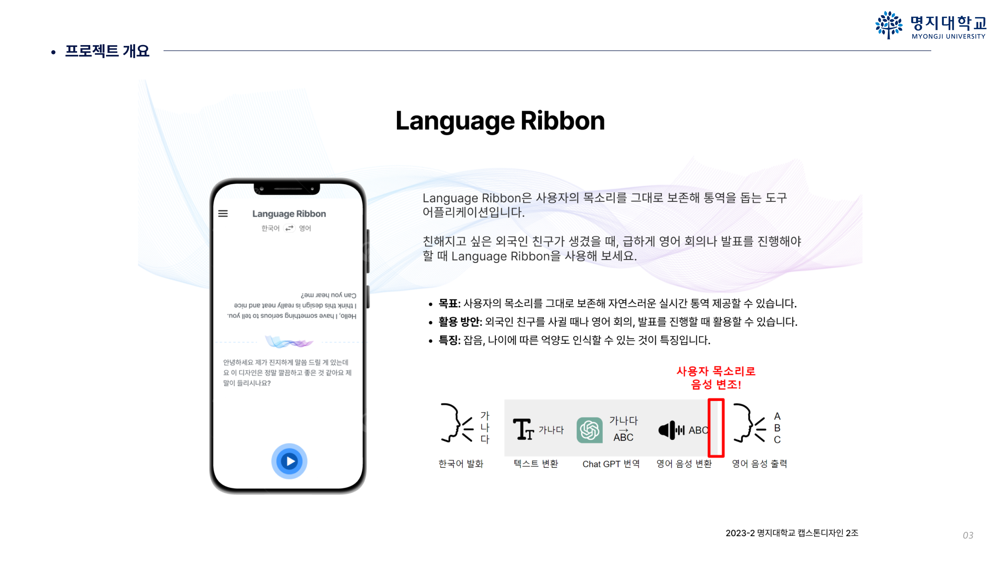 명지대학교
MYONGJI UNIVERSITY
• 프로젝트 개요
Language Ribbon
Language Ribbon
한국어 영어
Hello, I have something serious to tell you.
I think this design is really neat and nice
Can you hear me?
안녕하세요 제가 진지하게 말씀 드릴 게 있는데
요 이 디자인은 정말 깔끔하고 좋은 것 같아요 제
말이 들리시나요?
Language Ribbon은 사용자의 목소리를 그대로 보존해 통역을 돕는 도구
어플리케이션입니다.
친해지고 싶은 외국인 친구가 생겼을 때, 급하게 영어 회의나 발표를 진행해야
할 때 Language Ribbon을 사용해 보세요.
• 목표: 사용자의 목소리를 그대로 보존해 자연스러운 실시간 통역 제공할 수 있습니다.
• 활용 방안: 외국인 친구를 사귈 때나 영어 회의, 발표를 진행할 때 활용할 수 있습니다.
• 특징: 잡음, 나이에 따른 억양도 인식할 수 있는 것이 특징입니다.
사용자 목소리로
음성 변조!
가
나
다
한국어 발화
TT 가나다
텍스트 변환
가나다
→
ABC
Chat GPT 번역
ABC
영어 음성 변환
A
B
C
영어 음성 출력
2023-2 명지대학교 캡스톤디자인 2조
03